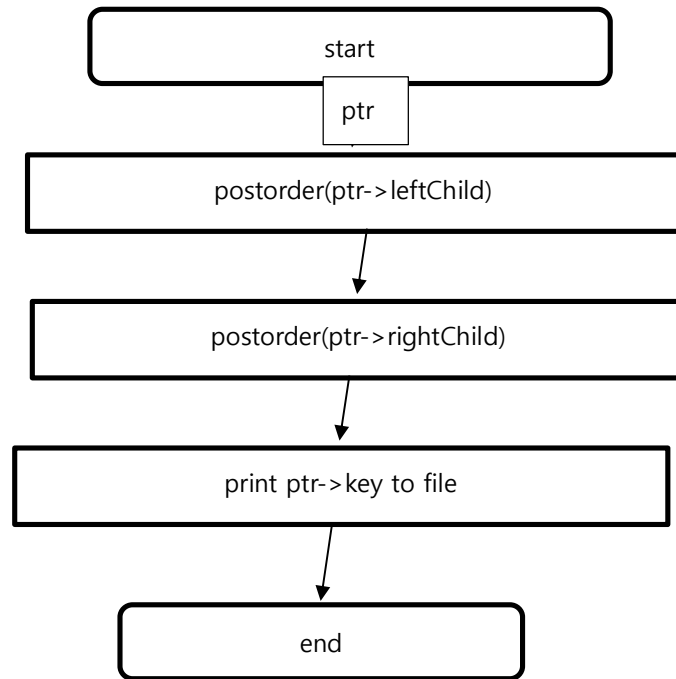 start
ptr
postorder(ptr->leftChild)
postorder(ptr->rightChild)
print ptr->key to file
end